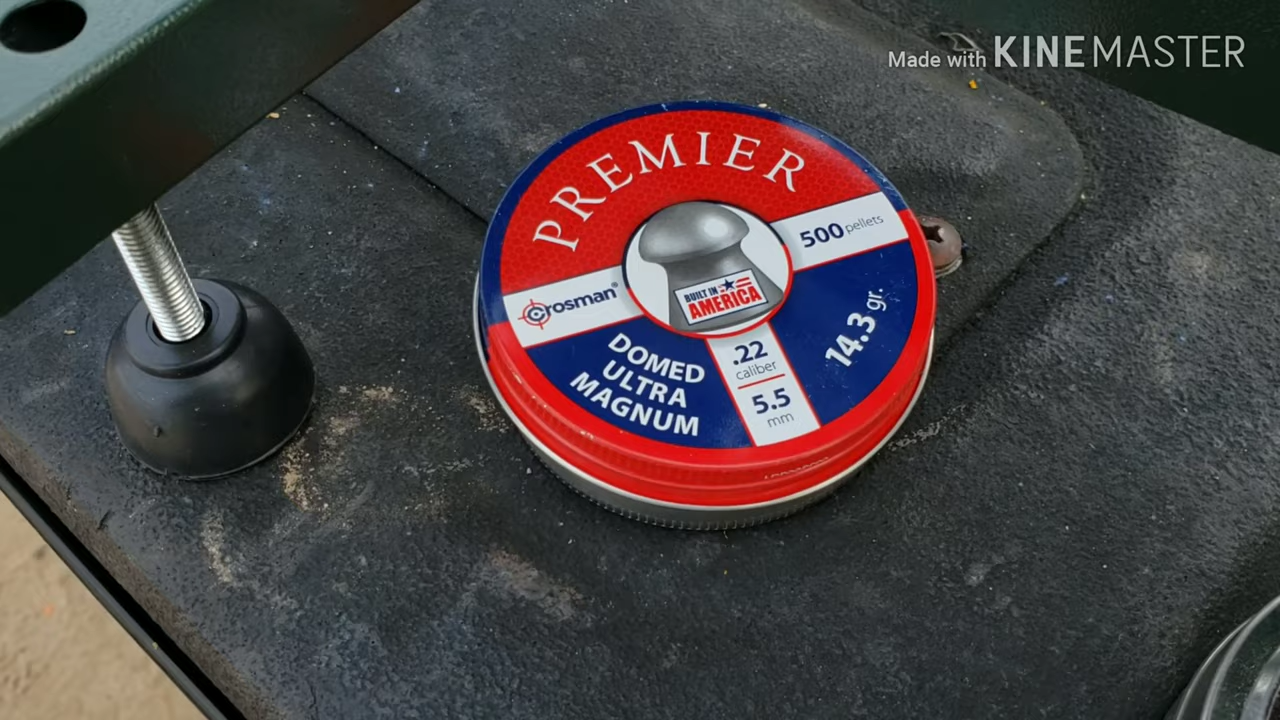 Made with KINEMASTER
PREMIER
500 pellets
crosman®
BUILT IN
AMERICA
14.3 gr.
DOMED
ULTRA
MAGNUM
.22
caliber
5.5
mm